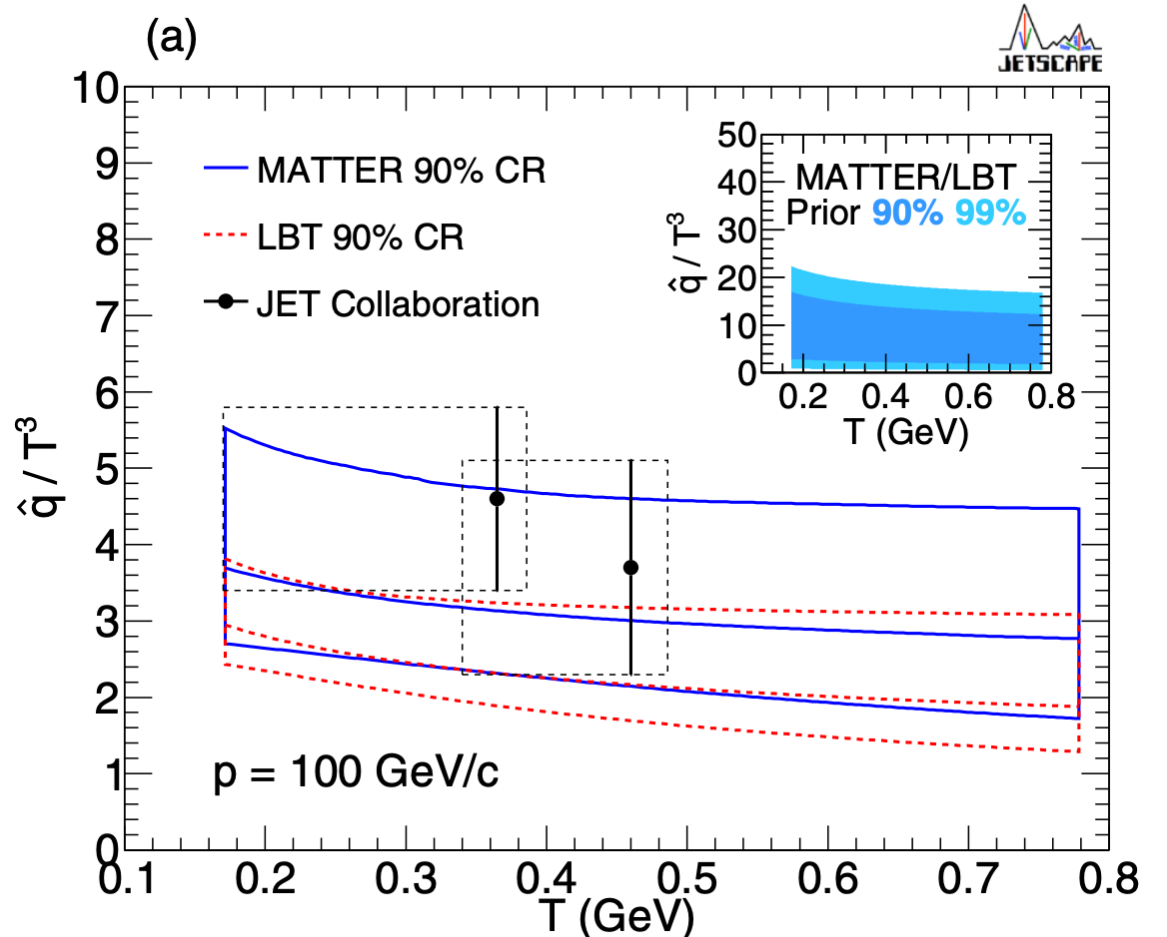 (a)
JETSCAPE
10
9
8
7
6
5
4
3
2
1
0
q̂ / T³
MATTER 90% CR
LBT 90% CR
JET Collaboration
50
40
30
20
10
0
q̂ / T³
MATTER/LBT
Prior 90% 99%
0.2 0.4 0.6 0.8
T (GeV)
p = 100 GeV/c
0.1 0.2 0.3 0.4 0.5 0.6 0.7 0.8
T (GeV)